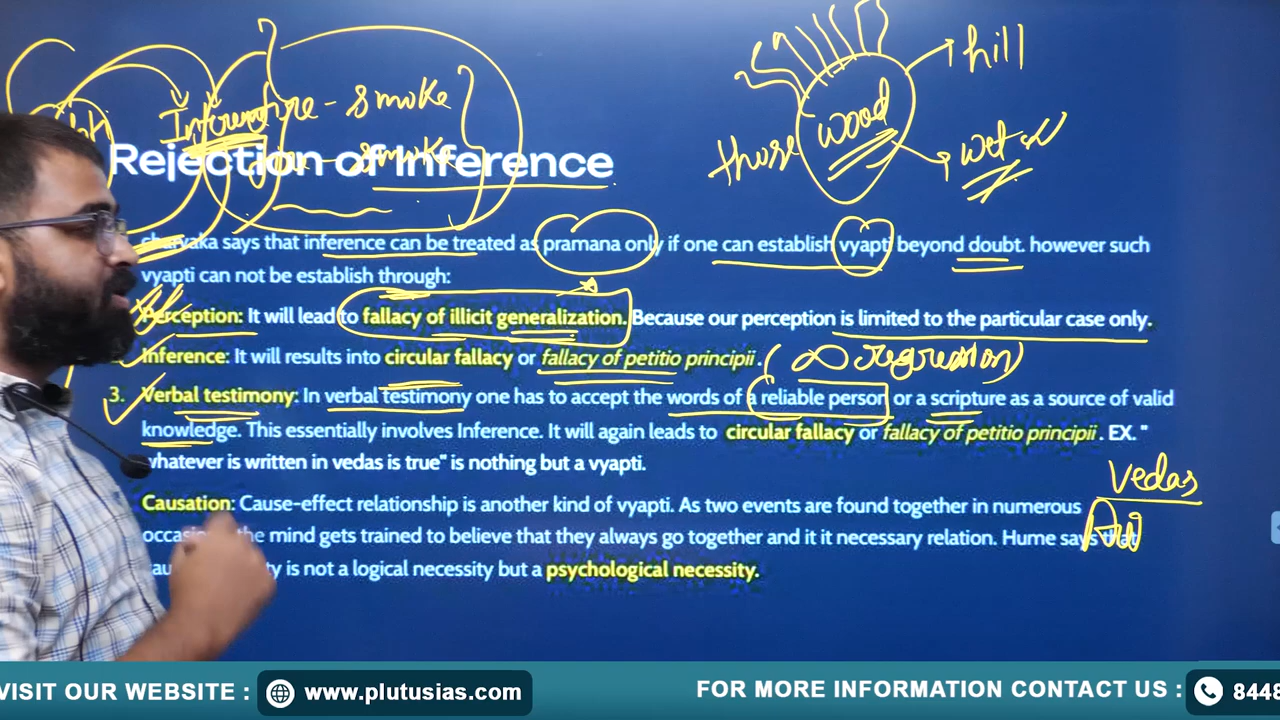 hill
Inference - smoke
wood
those
smoke
wet
Rejection of Inference
charvaka says that inference can be treated as pramana only if one can establish vyapti beyond doubt. however such
vyapti can not be establish through:
Perception: It will lead to fallacy of illicit generalization. Because our perception is limited to the particular case only.
Inference: It will results into circular fallacy or fallacy of petitio principii. (∞ regression)
3. Verbal testimony: In verbal testimony one has to accept the words of a reliable person or a scripture as a source of valid
knowledge. This essentially involves Inference. It will again leads to circular fallacy or fallacy of petitio principii. EX. "
whatever is written in vedas is true" is nothing but a vyapti.
Vedas
Causation: Cause-effect relationship is another kind of vyapti. As two events are found together in numerous
the mind gets trained to believe that they always go together and it it necessary relation. Hume says that
is not a logical necessity but a psychological necessity.
VISIT OUR WEBSITE : www.plutusias.com FOR MORE INFORMATION CONTACT US : 8448